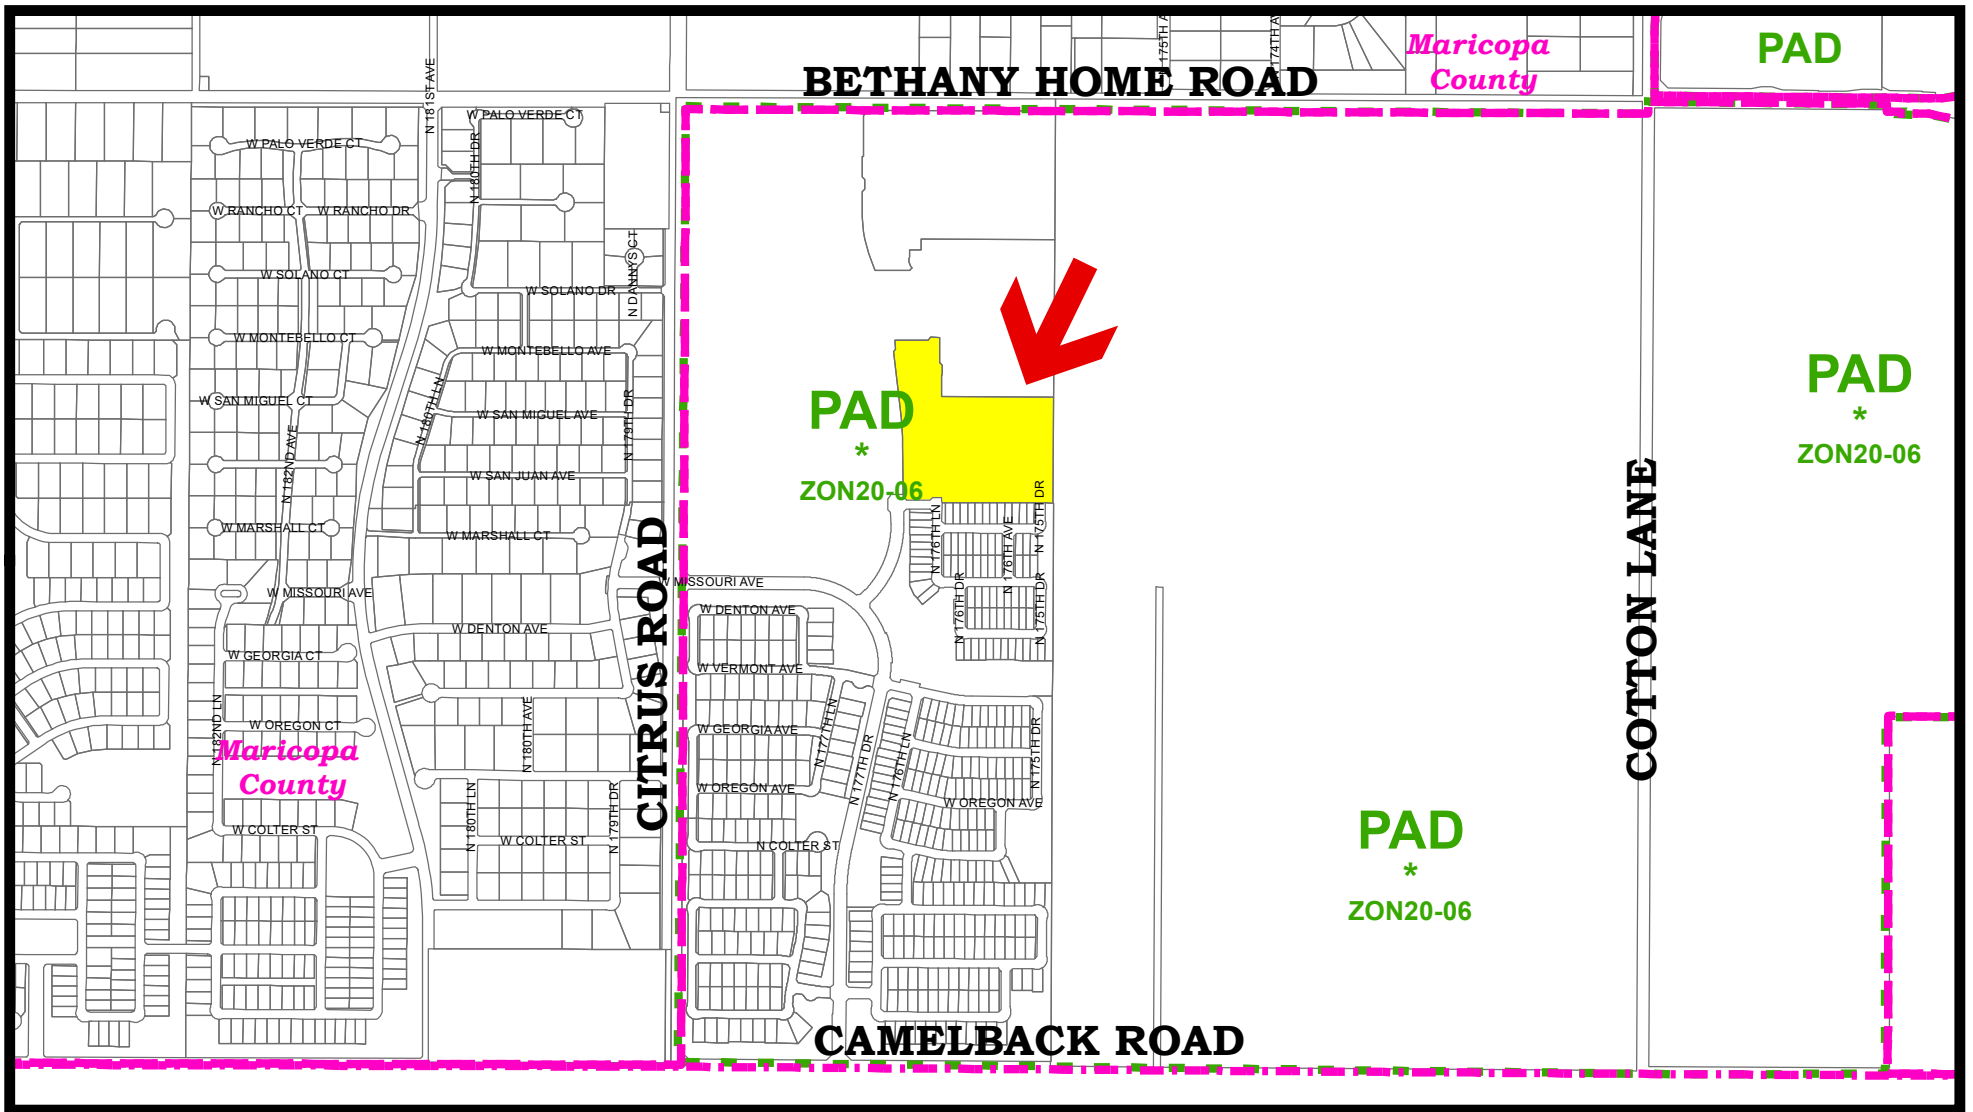 N 175TH A
N 174TH AV
Maricopa
County
PAD
BETHANY HOME ROAD
N 181ST AVE
W PALO VERDE CT
W PALO VERDE CT
N 180TH DR
W RANCHO CT
W RANCHO DR
N DANNYS CT
W SOLANO CT
W SOLANO DR
W MONTEBELLO CT
W MONTEBELLO AVE
W SAN MIGUEL CT
N 180TH LN
W SAN MIGUEL AVE
N 179TH DR
N 182ND AVE
W SAN JUAN AVE
W MARSHALL CT
W MARSHALL CT
PAD
*
ZON20-06
PAD
*
ZON20-06
N 176TH LN
N 176TH AVE
N 175TH DR
N 176TH DR
N 175TH DR
W MISSOURI AVE
W MISSOURI AVE
CITRUS ROAD
COTTON LANE
W DENTON AVE
W DENTON AVE
W GEORGIA CT
W VERMONT AVE
N 182ND LN
W OREGON CT
N 180TH AVE
W GEORGIA AVE
N 177TH LN
N 177TH DR
N 176TH LN
N 175TH DR
Maricopa
County
W OREGON AVE
W OREGON AVE
W COLTER ST
N 180TH LN
W COLTER ST
N 179TH DR
N COLTER ST
PAD
*
ZON20-06
CAMELBACK ROAD